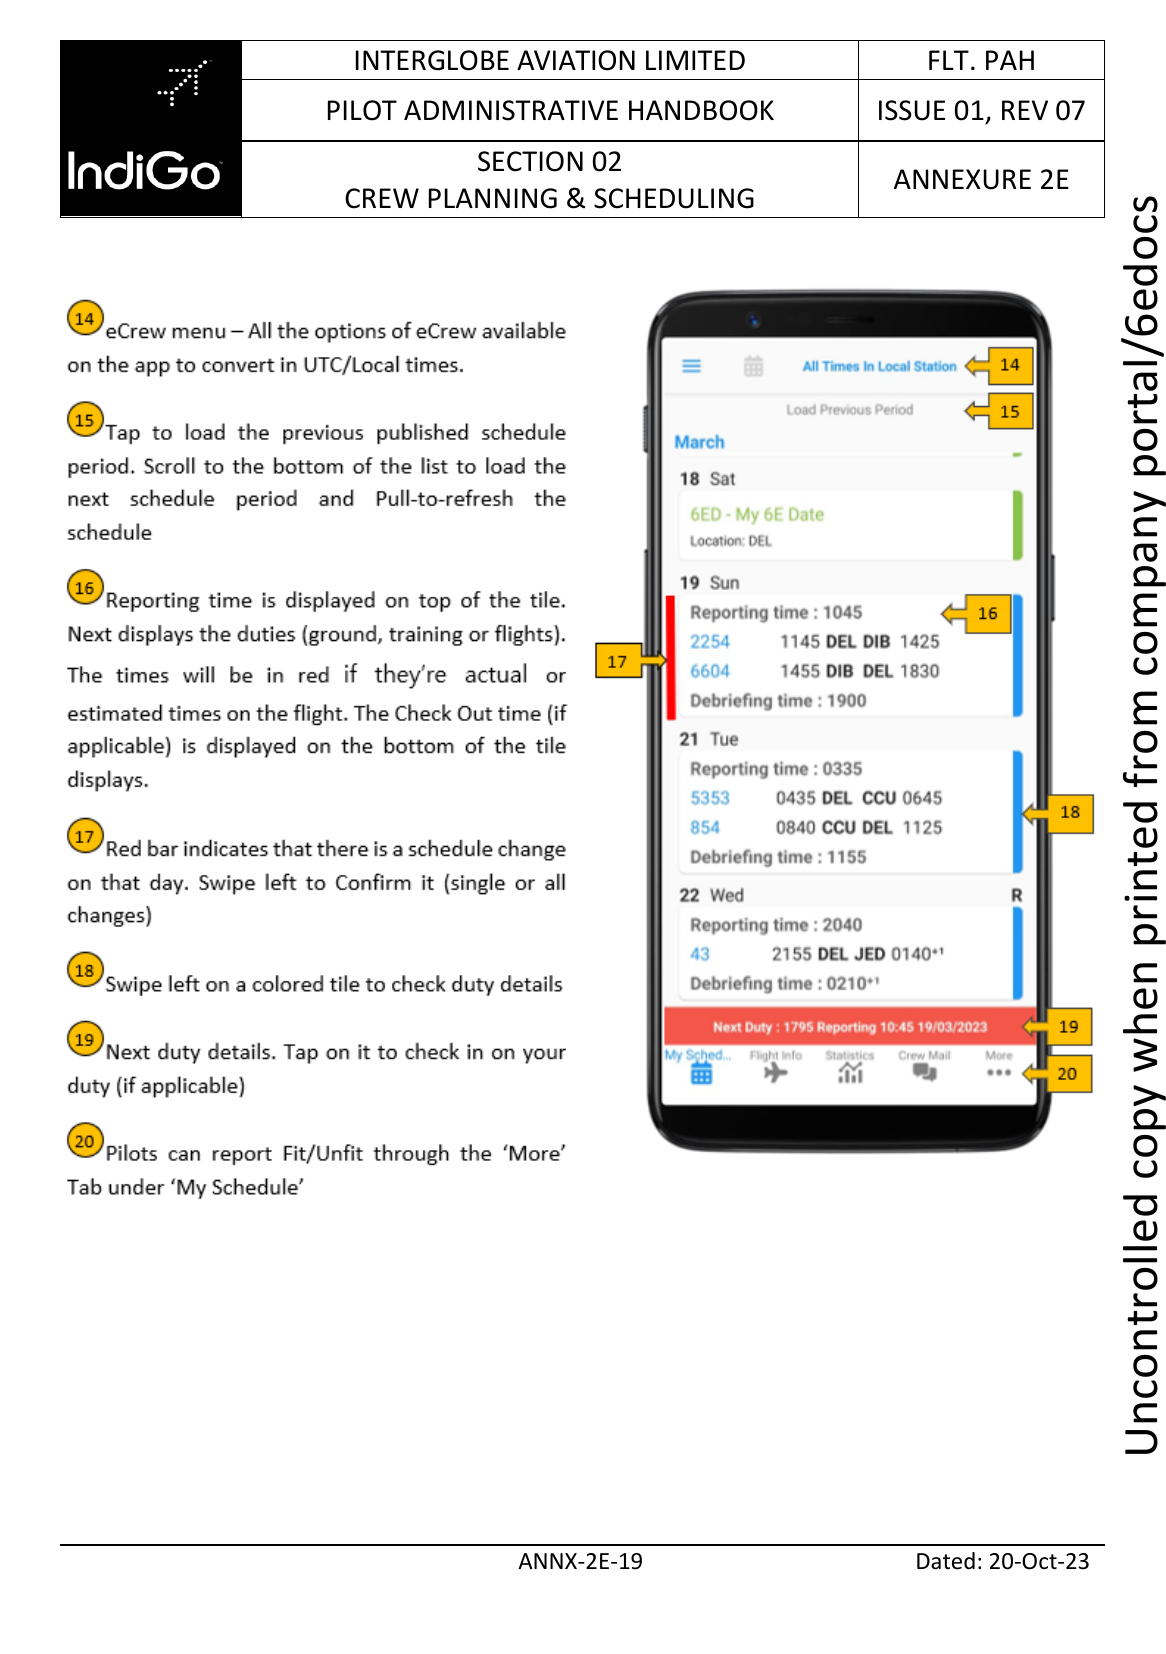 INTERGLOBE AVIATION LIMITED
FLT. PAH
IndiGo
PILOT ADMINISTRATIVE HANDBOOK
ISSUE 01, REV 07
SECTION 02
CREW PLANNING & SCHEDULING
ANNEXURE 2E
14 eCrew menu – All the options of eCrew available
on the app to convert in UTC/Local times.
15 Tap to load the previous published schedule
period. Scroll to the bottom of the list to load the
next schedule period and Pull-to-refresh the
schedule
16 Reporting time is displayed on top of the tile.
Next displays the duties (ground, training or flights).
The times will be in red if they're actual or
estimated times on the flight. The Check Out time (if
applicable) is displayed on the bottom of the tile
displays.
17 Red bar indicates that there is a schedule change
on that day. Swipe left to Confirm it (single or all
changes)
18 Swipe left on a colored tile to check duty details
19 Next duty details. Tap on it to check in on your
duty (if applicable)
20 Pilots can report Fit/Unfit through the ‘More’
Tab under ‘My Schedule’
All Times In Local Station
14
Load Previous Period
15
March
18 Sat
6ED - My 6E Date
Location: DEL
19 Sun
Reporting time : 1045
16
2254 1145 DEL DIB 1425
17
6604 1455 DIB DEL 1830
Debriefing time : 1900
21 Tue
Reporting time : 0335
5353 0435 DEL CCU 0645
18
854 0840 CCU DEL 1125
Debriefing time : 1155
22 Wed R
Reporting time : 2040
43 2155 DEL JED 0140+1
Debriefing time : 0210+1
Next Duty : 1795 Reporting 10:45 19/03/2023
19
My Sched... Flight Info Statistics Crew Mail More
20
Uncontrolled copy when printed from company portal/6edocs
ANNX-2E-19
Dated: 20-Oct-23